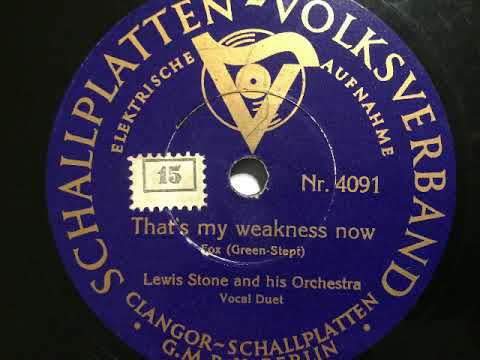 SCHALLPLATTEN-VOLKSVERBAND
ELEKTRISCHE AUFNAHME
15
Nr. 4091
That's my weakness now
Fox (Green-Stept)
Lewis Stone and his Orchestra
Vocal Duet
CLANGOR-SCHALLPLATTEN
G.M.B.H. BERLIN